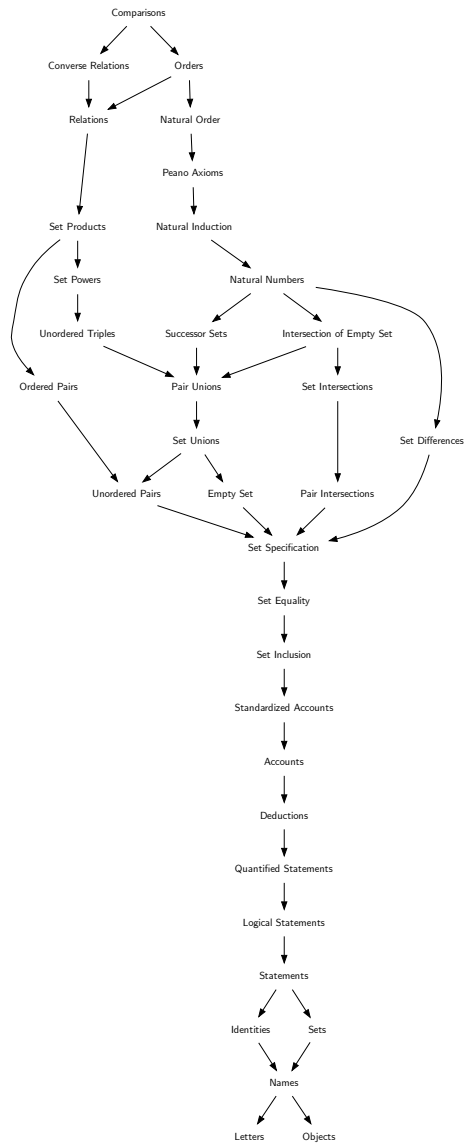 Comparisons
Converse Relations
Orders
Relations
Natural Order
Peano Axioms
Set Products
Natural Induction
Set Powers
Natural Numbers
Unordered Triples
Successor Sets
Intersection of Empty Set
Ordered Pairs
Pair Unions
Set Intersections
Set Unions
Set Differences
Unordered Pairs
Empty Set
Pair Intersections
Set Specification
Set Equality
Set Inclusion
Standardized Accounts
Accounts
Deductions
Quantified Statements
Logical Statements
Statements
Identities
Sets
Names
Letters
Objects